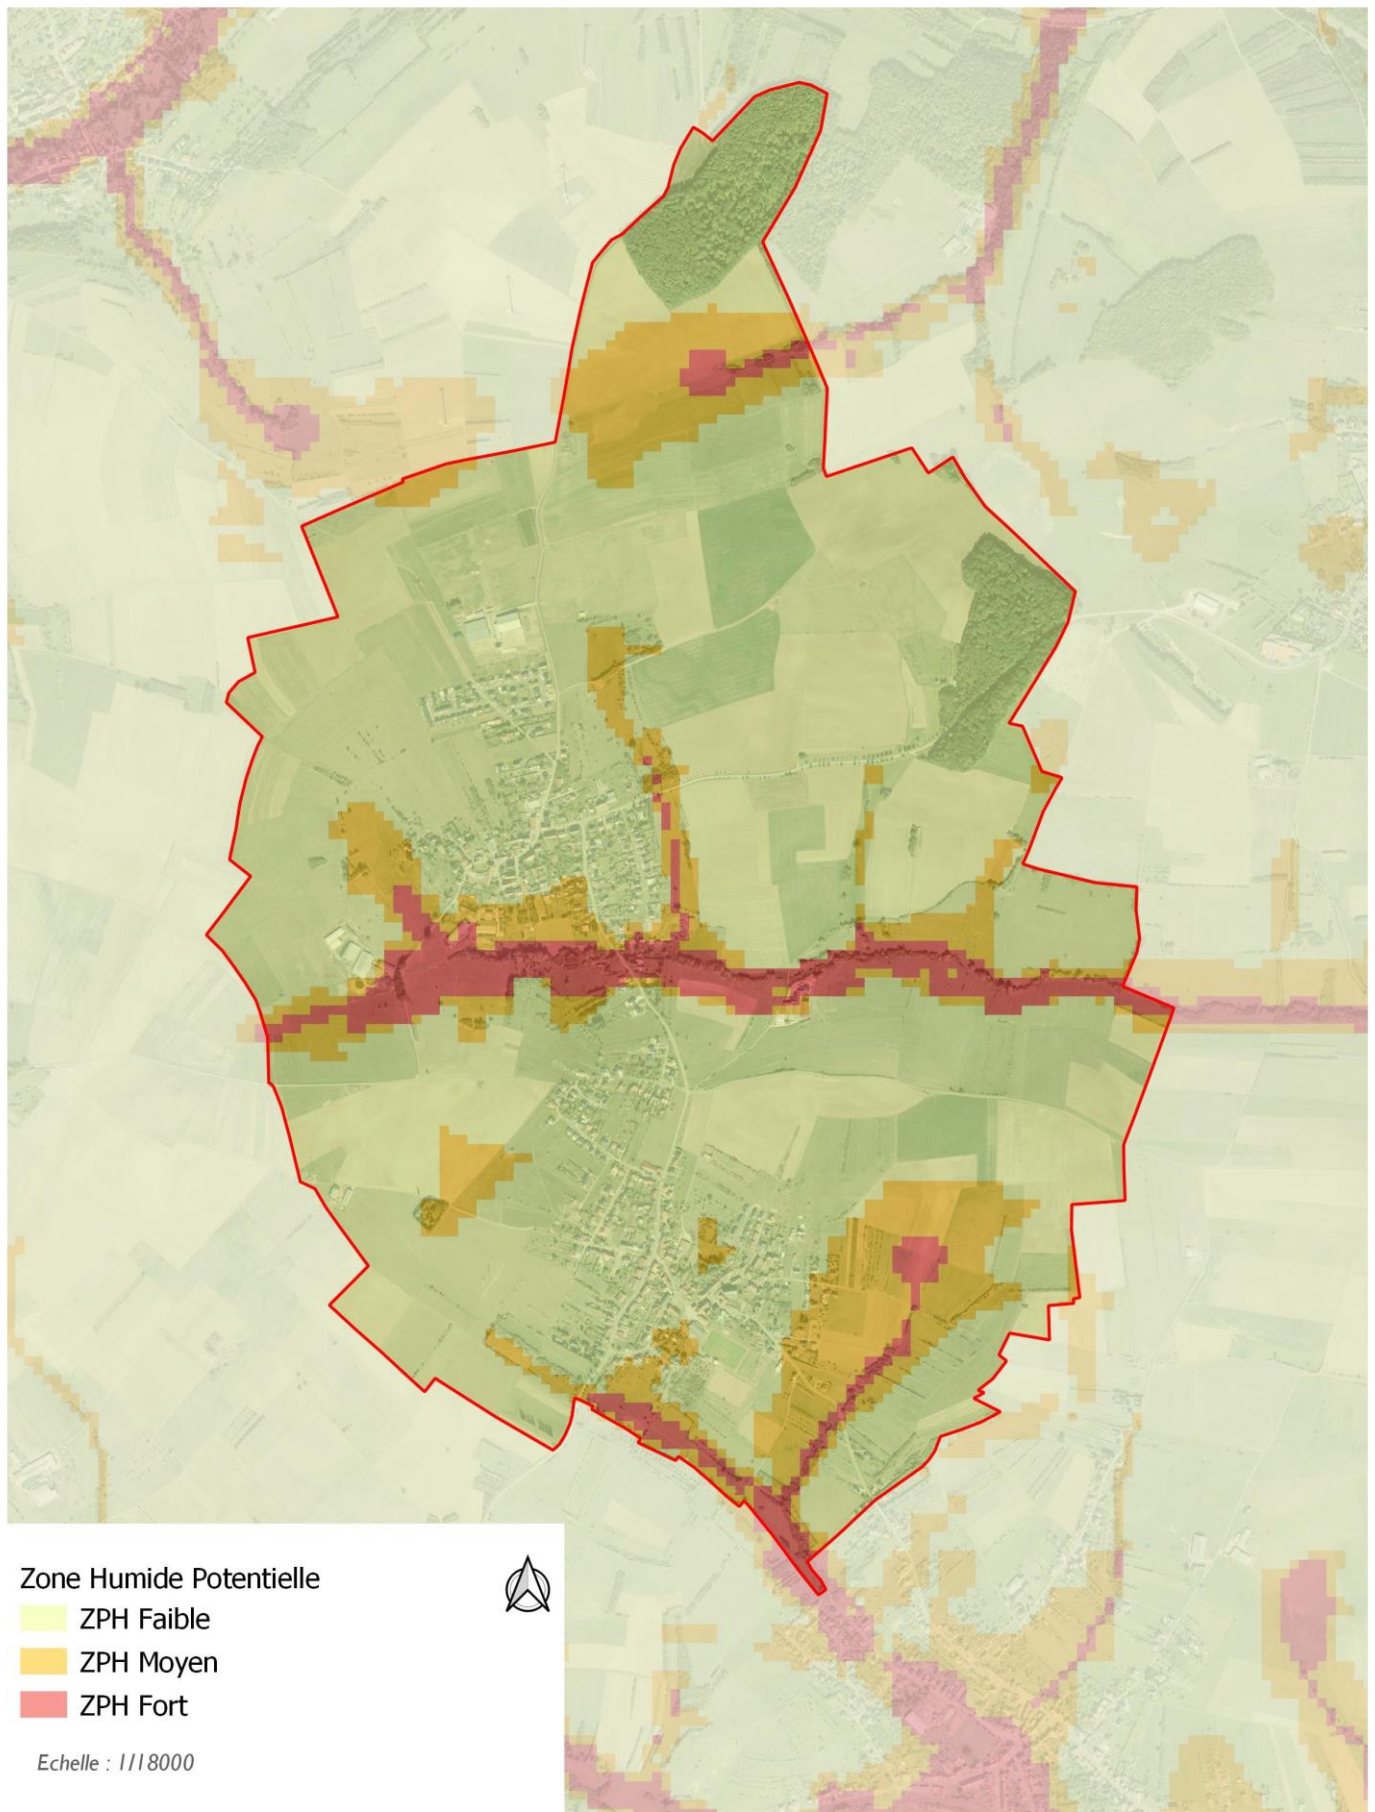 Zone Humide Potentielle
ZPH Faible
ZPH Moyen
ZPH Fort
Echelle : 1/18000